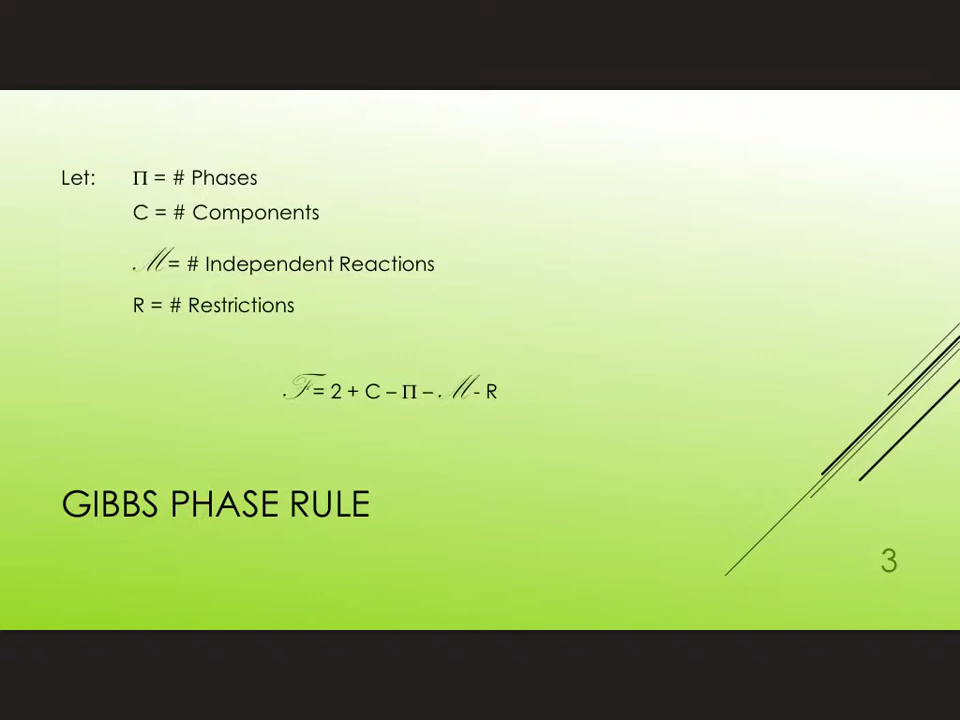 Let: Π = # Phases
C = # Components
ℳ = # Independent Reactions
R = # Restrictions
ℱ = 2 + C – Π – ℳ - R
GIBBS PHASE RULE
3